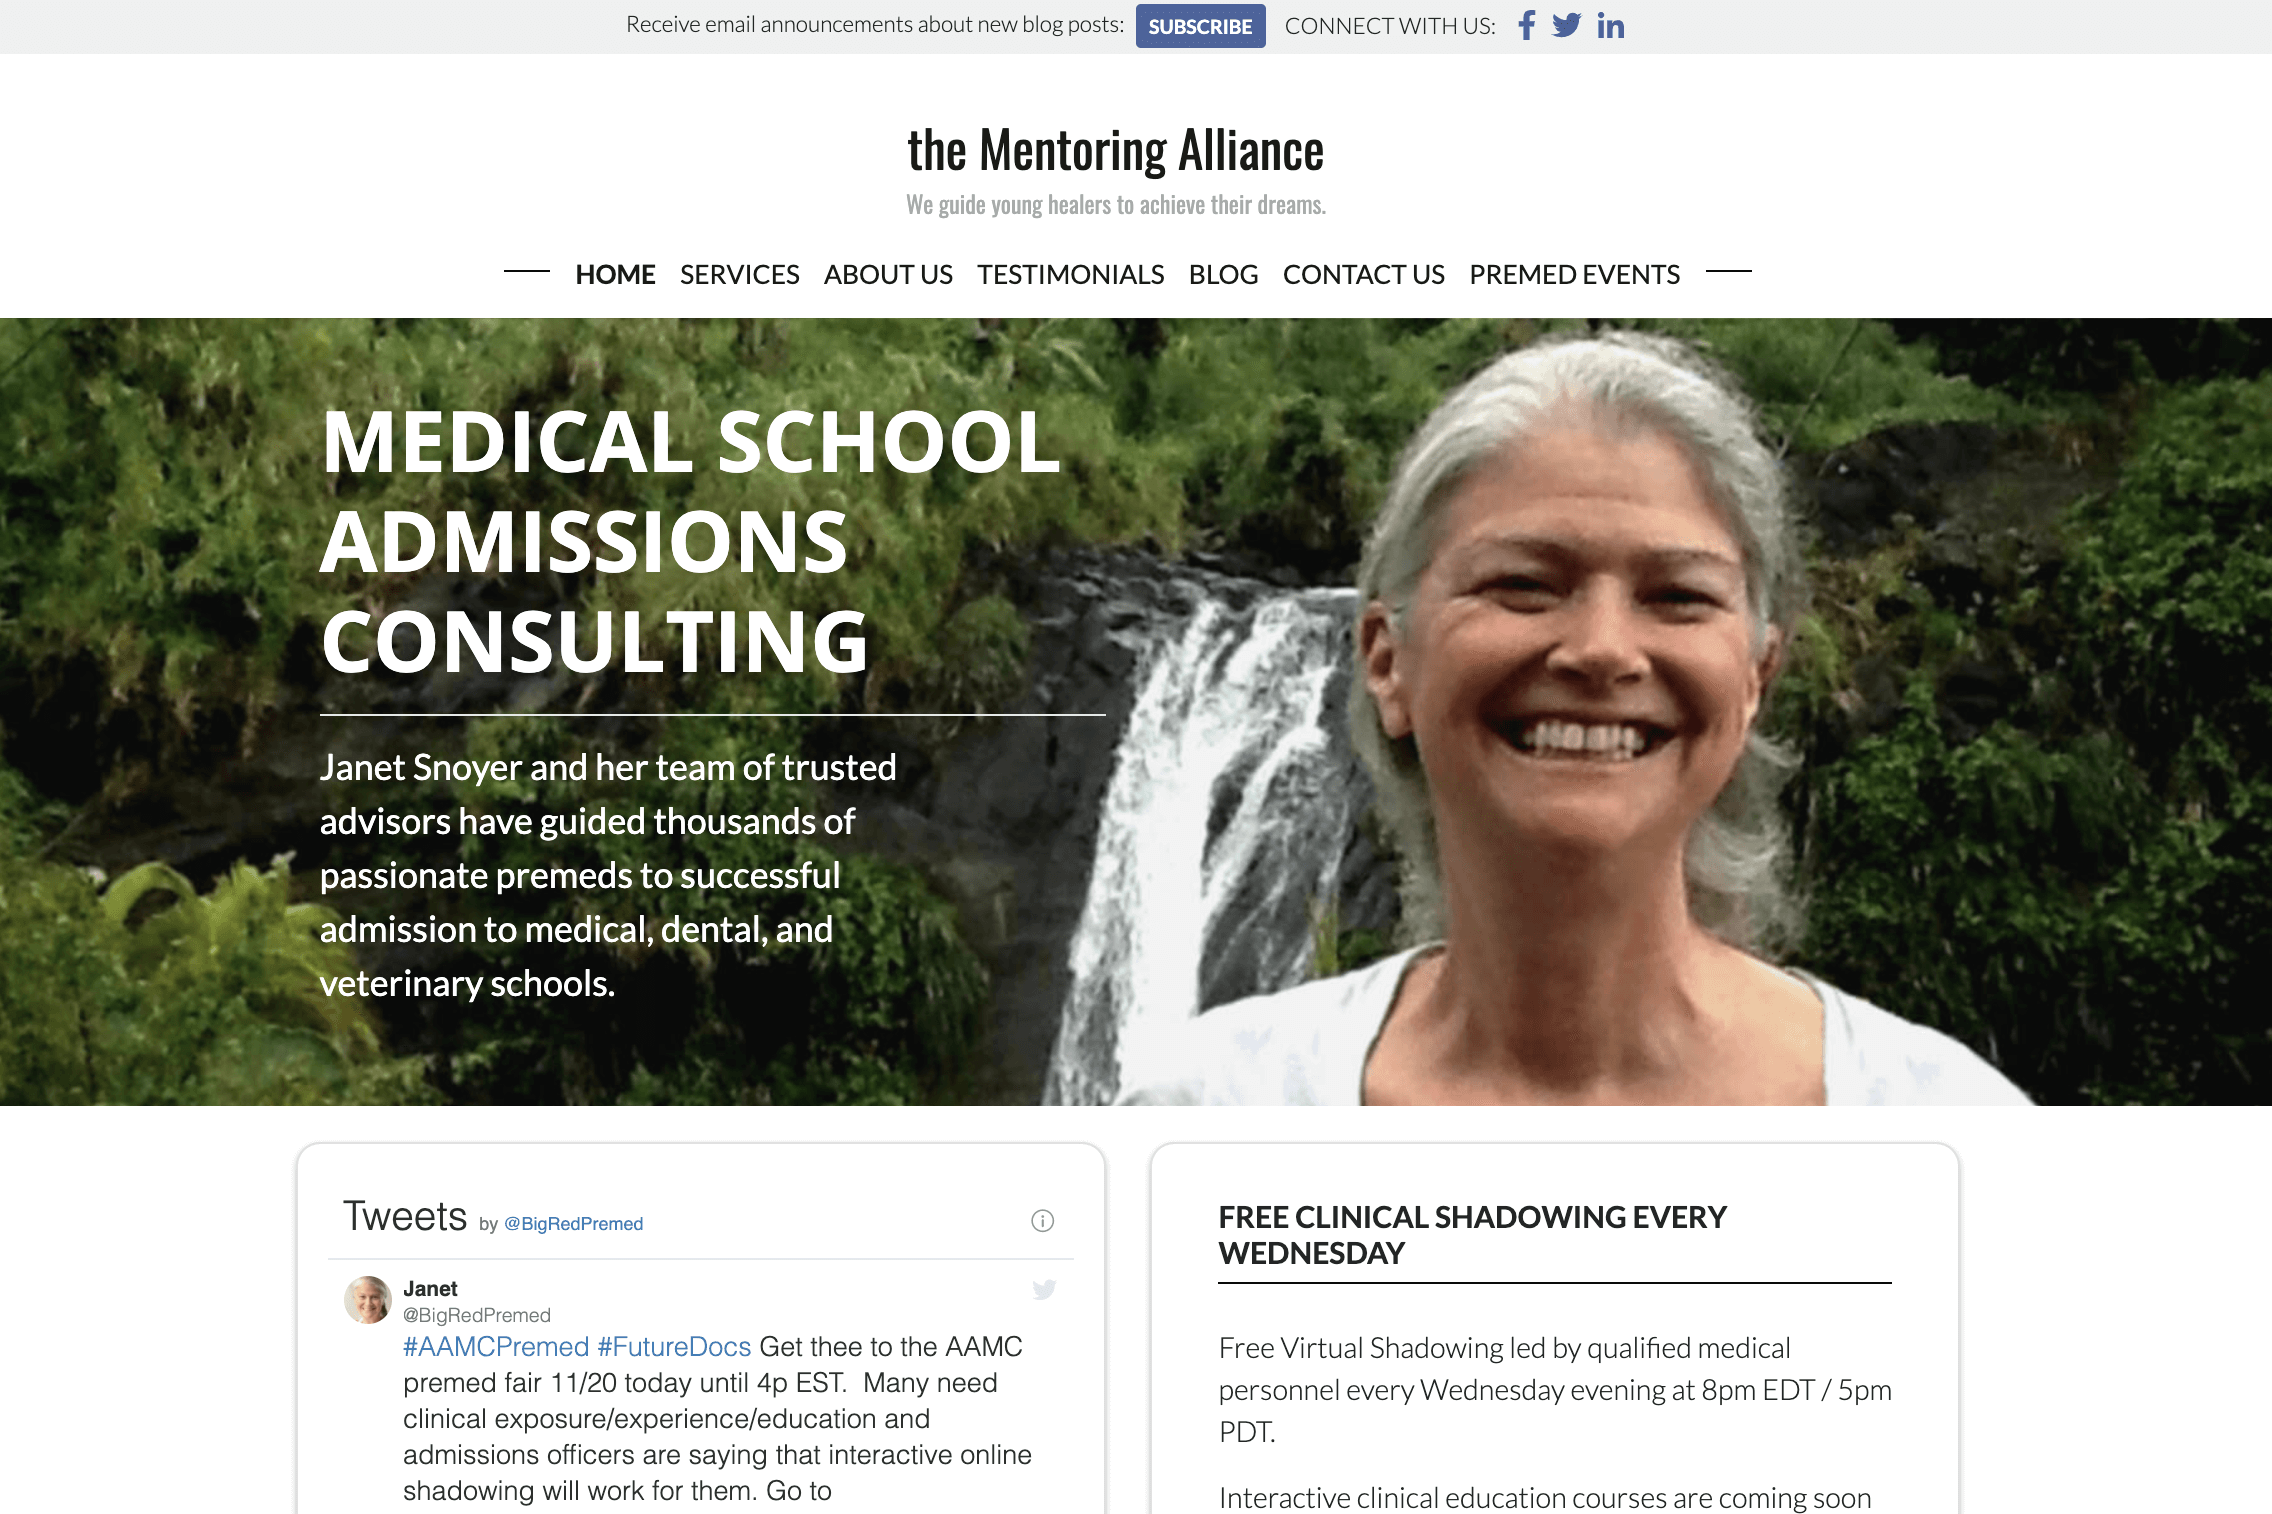 Receive email announcements about new blog posts: SUBSCRIBE CONNECT WITH US:
the Mentoring Alliance
We guide young healers to achieve their dreams.
HOME SERVICES ABOUT US TESTIMONIALS BLOG CONTACT US PREMED EVENTS
MEDICAL SCHOOL
ADMISSIONS
CONSULTING
Janet Snoyer and her team of trusted
advisors have guided thousands of
passionate premeds to successful
admission to medical, dental, and
veterinary schools.
Tweets by @BigRedPremed
Janet
@BigRedPremed
#AAMCPremed #FutureDocs Get thee to the AAMC
premed fair 11/20 today until 4p EST.  Many need
clinical exposure/experience/education and
admissions officers are saying that interactive online
shadowing will work for them. Go to
FREE CLINICAL SHADOWING EVERY
WEDNESDAY
Free Virtual Shadowing led by qualified medical
personnel every Wednesday evening at 8pm EDT / 5pm
PDT.
Interactive clinical education courses are coming soon